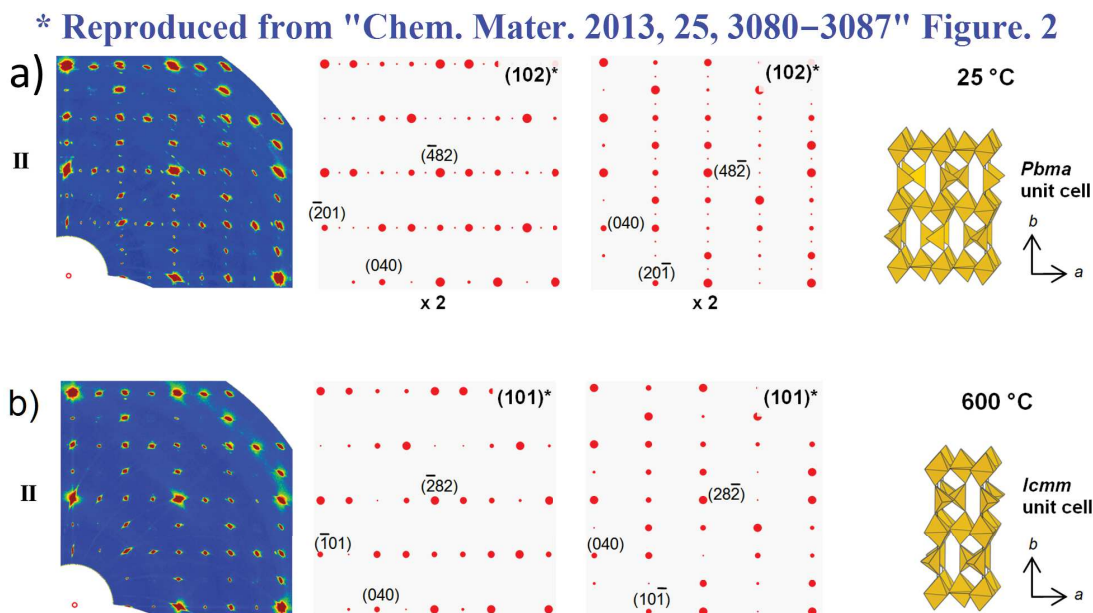 * Reproduced from "Chem. Mater. 2013, 25, 3080−3087" Figure. 2
a)
(102)*
(102)*
25 °C
II
(4̄82)
(482̄)
Pbma
unit cell
(2̄01)
(040)
b
a
(040)
(201̄)
x 2
x 2
b)
(101)*
(101)*
600 °C
II
(2̄82)
(282̄)
Icmm
unit cell
(1̄01)
(040)
b
a
(040)
(101̄)